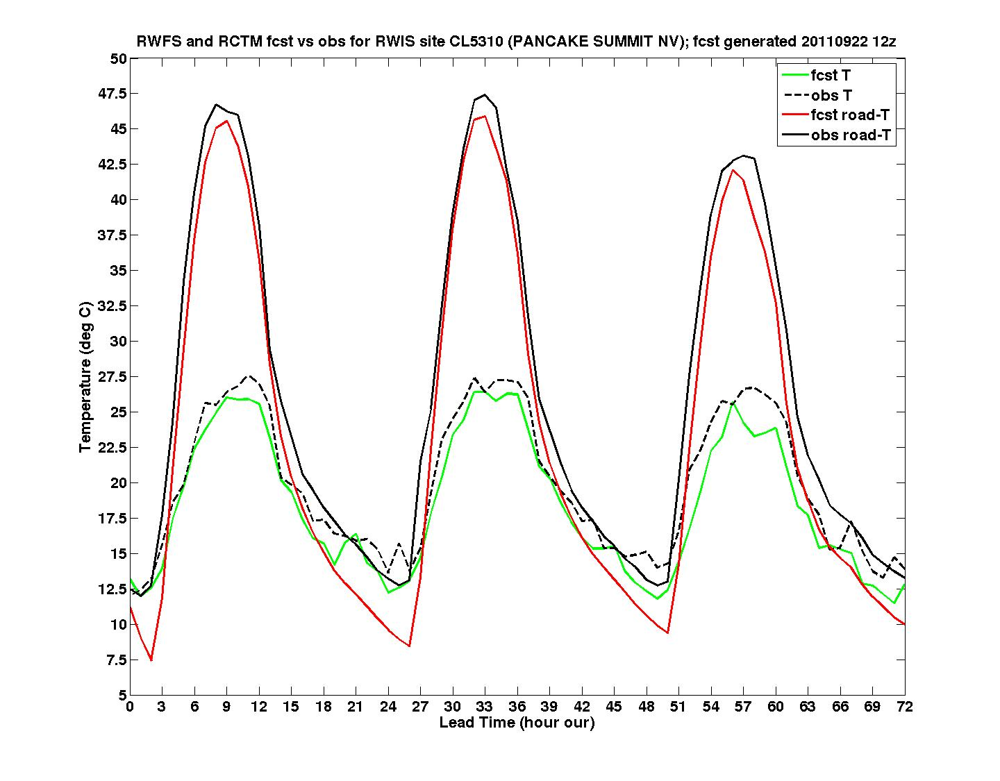 RWFS and RCTM fcst vs obs for RWIS site CL5310 (PANCAKE SUMMIT NV); fcst generated 20110922 12z
fcst T
obs T
fcst road-T
obs road-T
Temperature (deg C)
50
47.5
45
42.5
40
37.5
35
32.5
30
27.5
25
22.5
20
17.5
15
12.5
10
7.5
5
0 3 6 9 12 15 18 21 24 27 30 33 36 39 42 45 48 51 54 57 60 63 66 69 72
Lead Time (hour our)